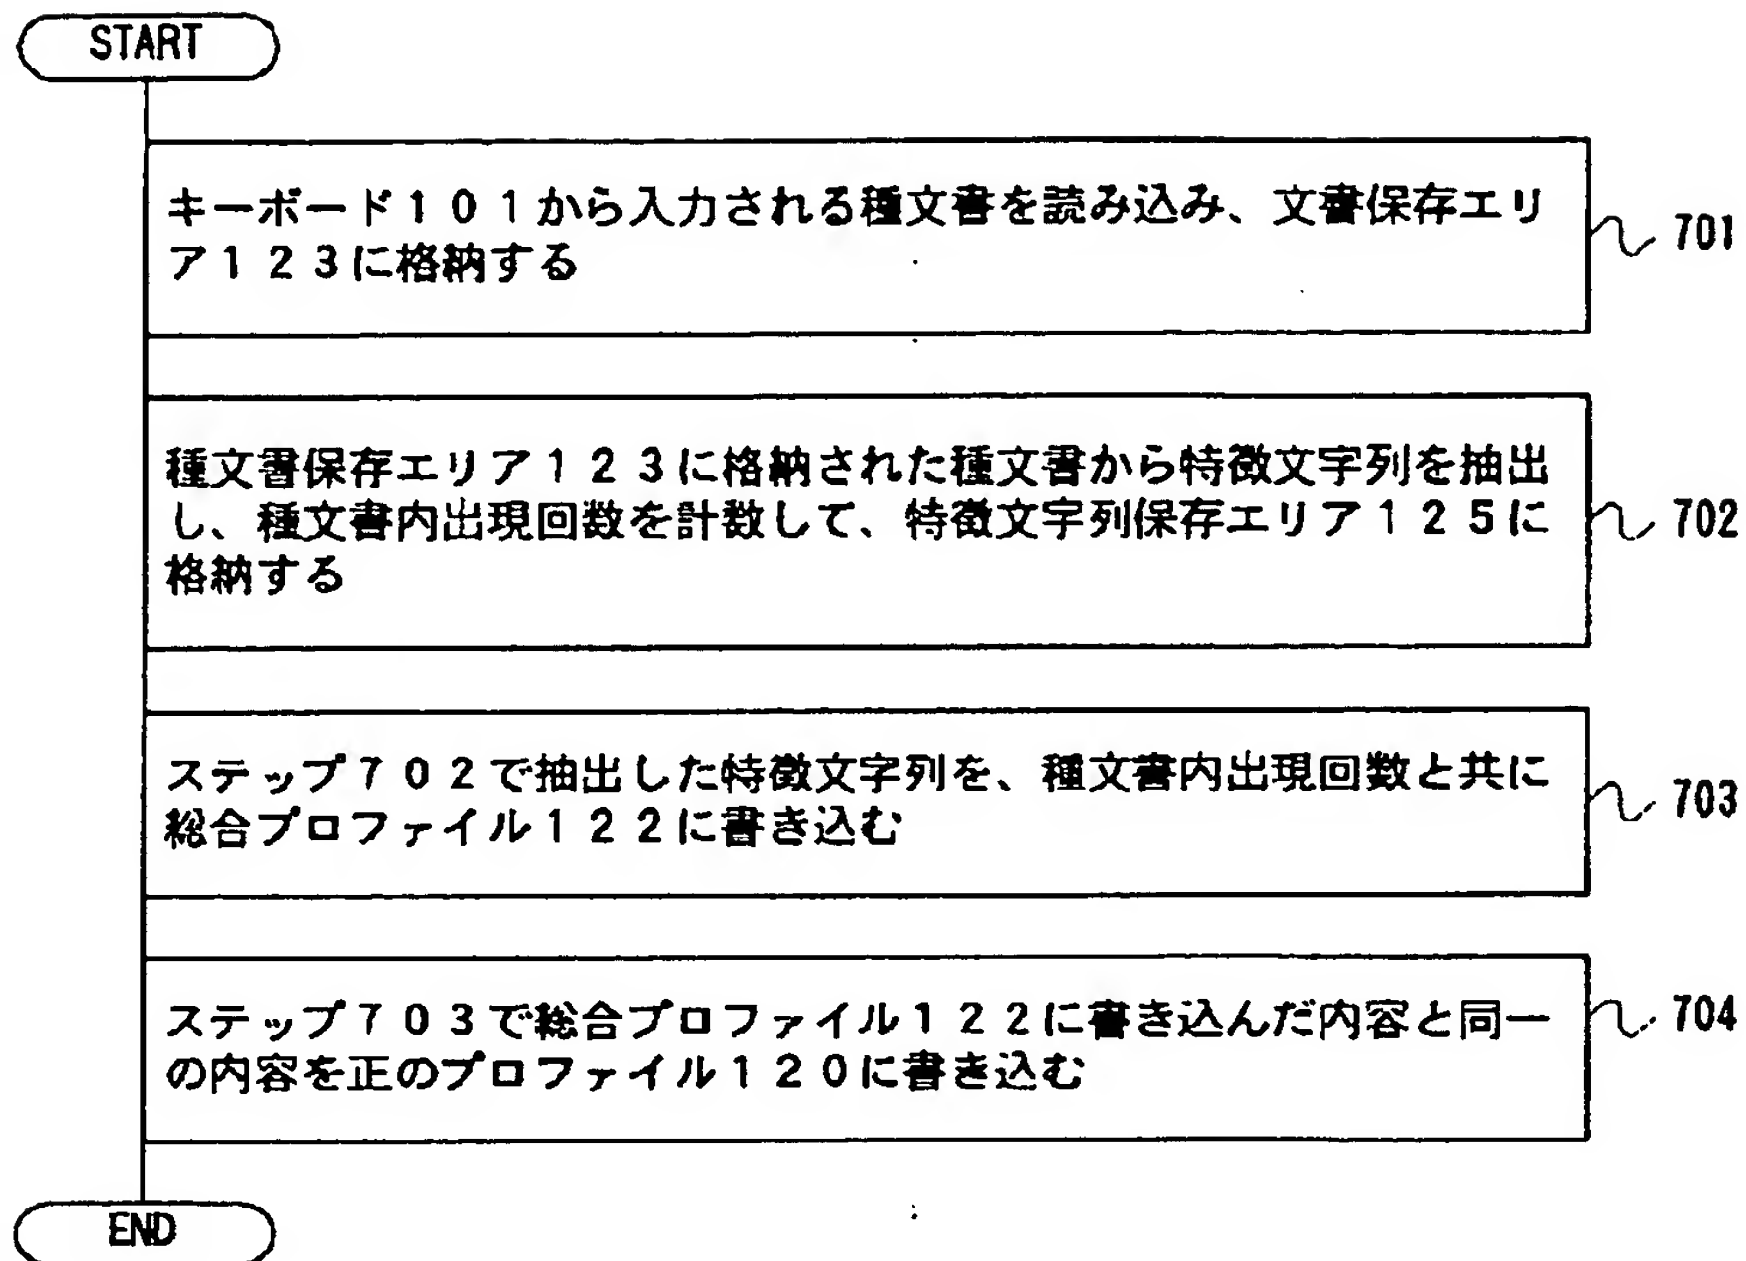 START
キーボード１０１から入力される種文書を読み込み、文書保存エリ
ア１２３に格納する
701
種文書保存エリア１２３に格納された種文書から特徴文字列を抽出
し、種文書内出現回数を計数して、特徴文字列保存エリア１２５に
格納する
702
ステップ７０２で抽出した特徴文字列を、種文書内出現回数と共に
総合プロファイル１２２に書き込む
703
ステップ７０３で総合プロファイル１２２に書き込んだ内容と同一
の内容を正のプロファイル１２０に書き込む
704
END